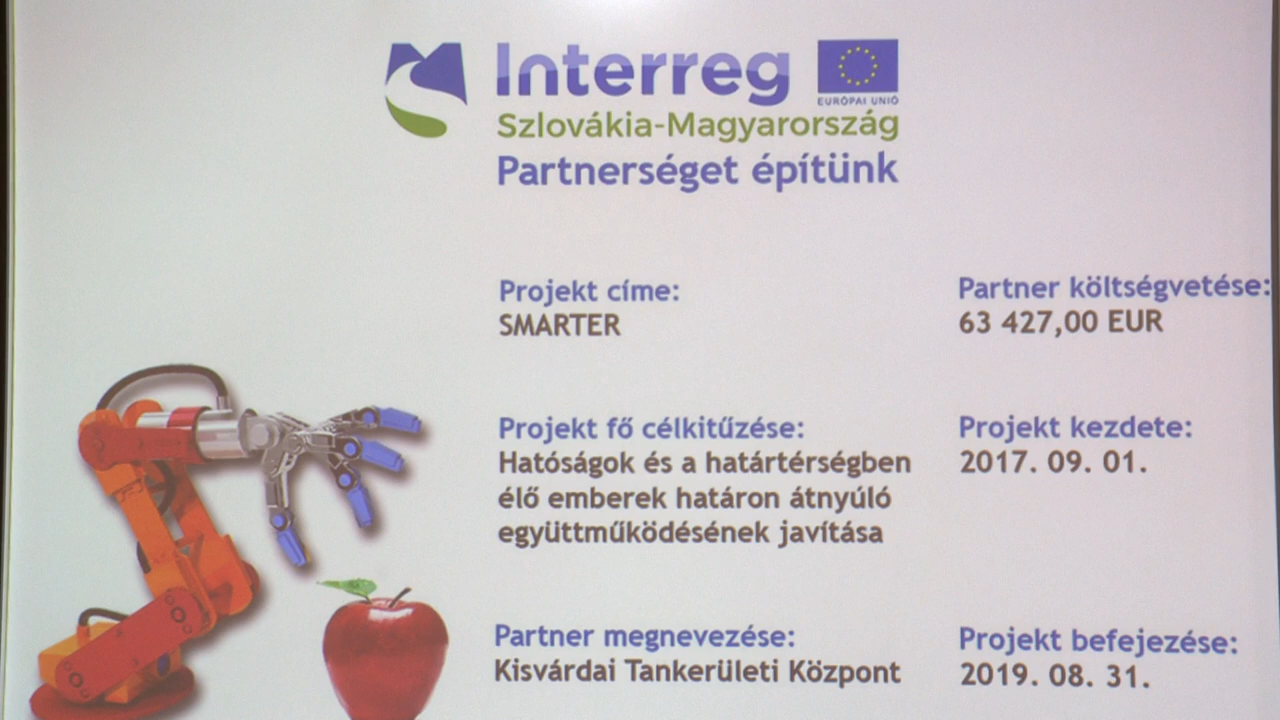 Interreg
EURÓPAI UNIÓ
Szlovákia-Magyarország
Partnerséget építünk
Projekt címe:
SMARTER
Partner költségvetése:
63 427,00 EUR
Projekt fő célkitűzése:
Hatóságok és a határtérségben
élő emberek határon átnyúló
együttműködésének javítása
Projekt kezdete:
2017. 09. 01.
Partner megnevezése:
Kisvárdai Tankerületi Központ
Projekt befejezése:
2019. 08. 31.